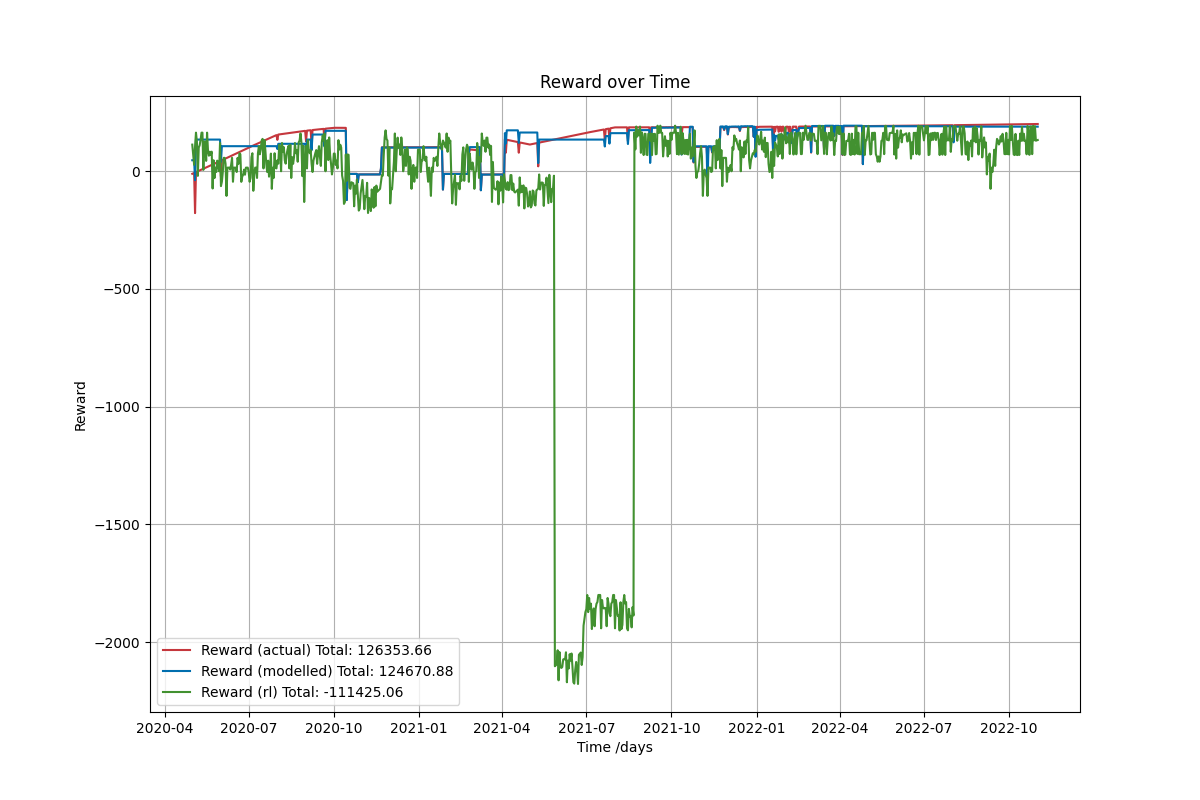 Reward over Time
Reward
0
−500
−1000
−1500
−2000
Reward (actual) Total: 126353.66
Reward (modelled) Total: 124670.88
Reward (rl) Total: -111425.06
2020-04 2020-07 2020-10 2021-01 2021-04 2021-07 2021-10 2022-01 2022-04 2022-07 2022-10
Time /days